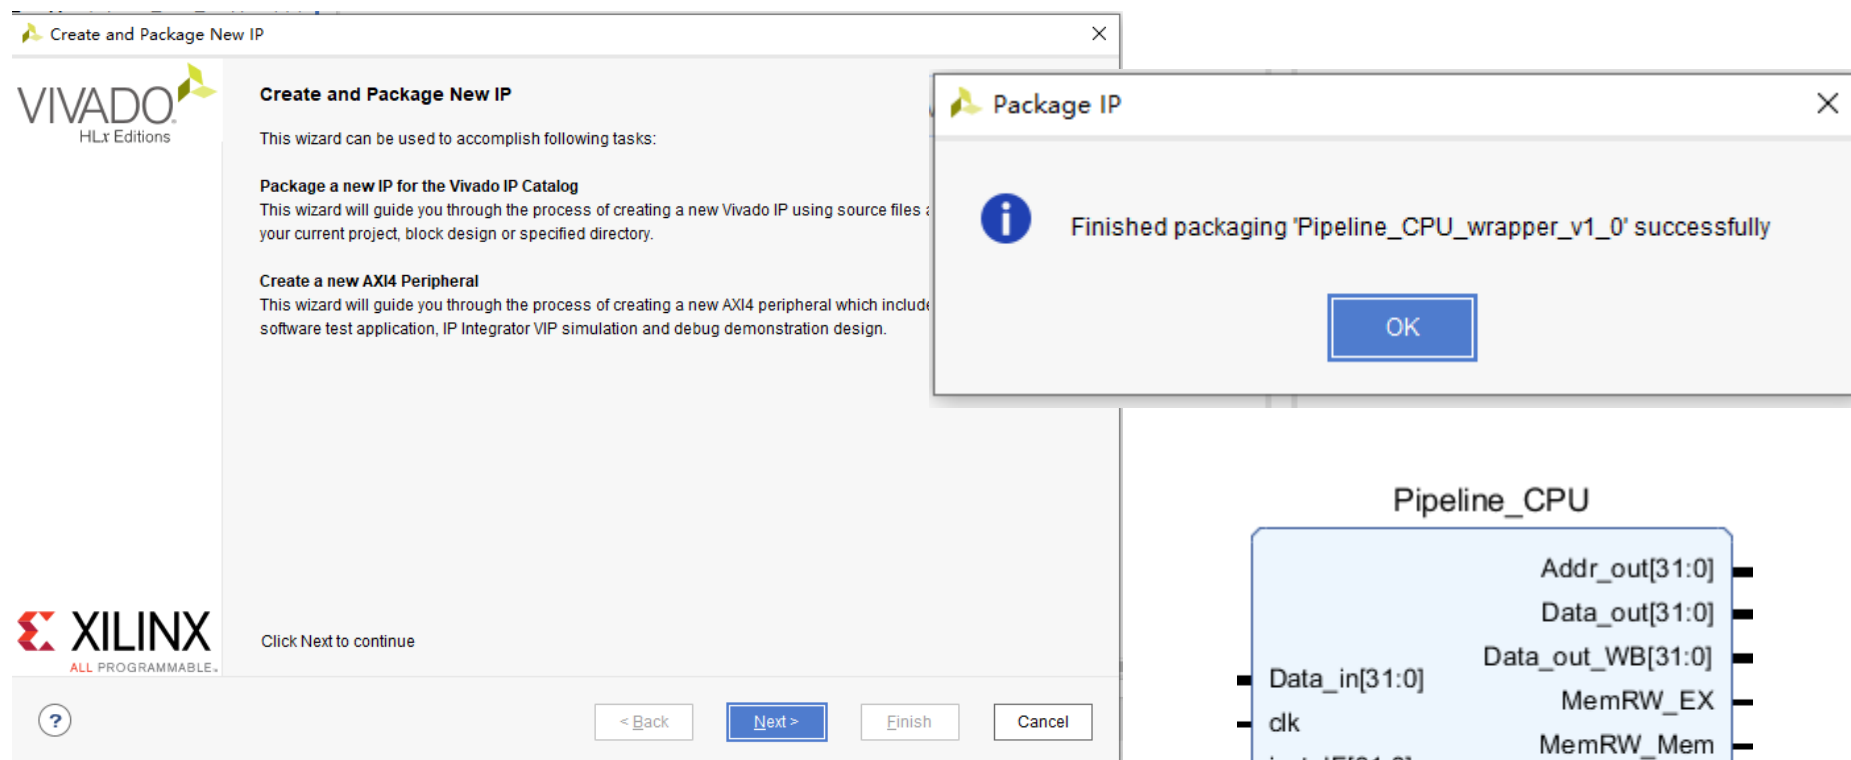 Create and Package New IP
VIVADO
HLx Editions
Create and Package New IP
This wizard can be used to accomplish following tasks:
Package a new IP for the Vivado IP Catalog
This wizard will guide you through the process of creating a new Vivado IP using source files
your current project, block design or specified directory.
Create a new AXI4 Peripheral
This wizard will guide you through the process of creating a new AXI4 peripheral which include
software test application, IP Integrator VIP simulation and debug demonstration design.
XILINX
ALL PROGRAMMABLE.
Click Next to continue
?
< Back
Next >
Finish
Cancel
Package IP
Finished packaging 'Pipeline_CPU_wrapper_v1_0' successfully
OK
Pipeline_CPU
Addr_out[31:0]
Data_out[31:0]
Data_out_WB[31:0]
Data_in[31:0]
MemRW_EX
clk
MemRW_Mem